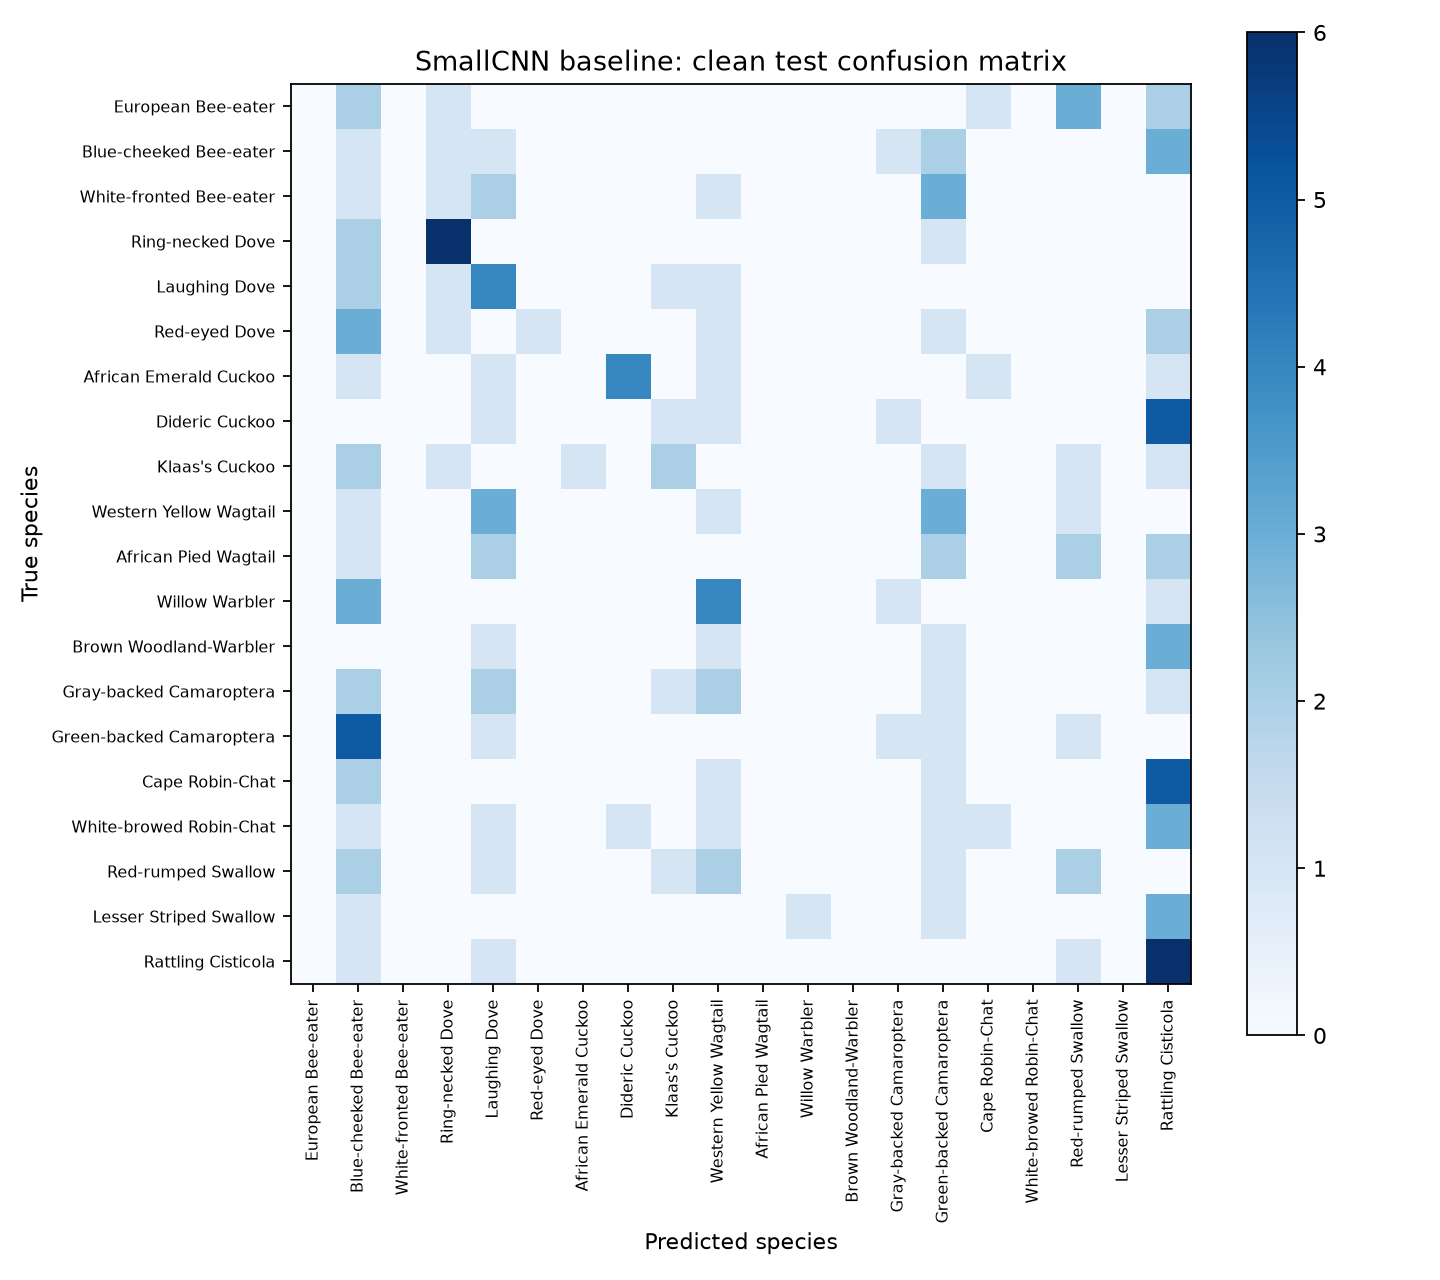 SmallCNN baseline: clean test confusion matrix
True species
European Bee-eater
Blue-cheeked Bee-eater
White-fronted Bee-eater
Ring-necked Dove
Laughing Dove
Red-eyed Dove
African Emerald Cuckoo
Dideric Cuckoo
Klaas's Cuckoo
Western Yellow Wagtail
African Pied Wagtail
Willow Warbler
Brown Woodland-Warbler
Gray-backed Camaroptera
Green-backed Camaroptera
Cape Robin-Chat
White-browed Robin-Chat
Red-rumped Swallow
Lesser Striped Swallow
Rattling Cisticola
European Bee-eater
Blue-cheeked Bee-eater
White-fronted Bee-eater
Ring-necked Dove
Laughing Dove
Red-eyed Dove
African Emerald Cuckoo
Dideric Cuckoo
Klaas's Cuckoo
Western Yellow Wagtail
African Pied Wagtail
Willow Warbler
Brown Woodland-Warbler
Gray-backed Camaroptera
Green-backed Camaroptera
Cape Robin-Chat
White-browed Robin-Chat
Red-rumped Swallow
Lesser Striped Swallow
Rattling Cisticola
Predicted species
6
5
4
3
2
1
0